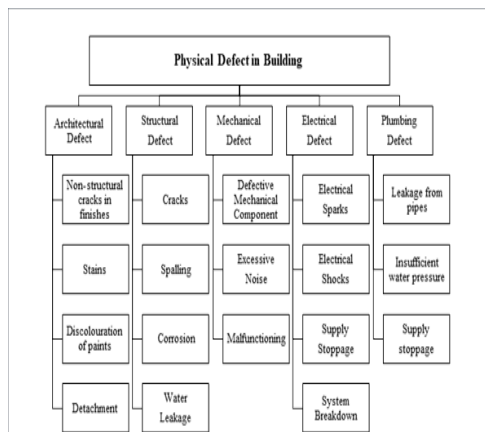 Physical Defect in Building
Architectural
Defect
Structural
Defect
Mechanical
Defect
Electrical
Defect
Plumbing
Defect
Non-structural
cracks in
finishes
Cracks
Defective
Mechanical
Component
Electrical
Sparks
Leakage from
pipes
Stains
Spalling
Excessive
Noise
Electrical
Shocks
Insufficient
water pressure
Discolouration
of paints
Corrosion
Malfunctioning
Supply
Stoppage
Supply
stoppage
Detachment
Water
Leakage
System
Breakdown